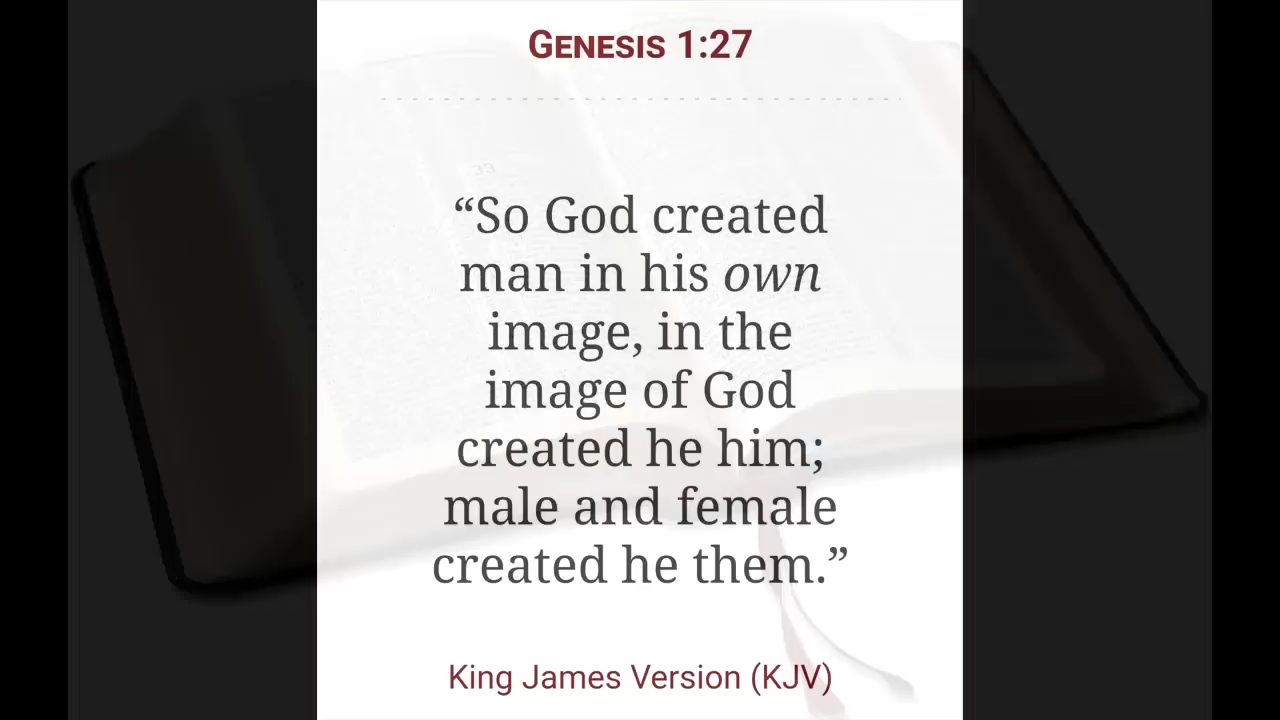 GENESIS 1:27
33
“So God created
man in his own
image, in the
image of God
created he him;
male and female
created he them.”
King James Version (KJV)